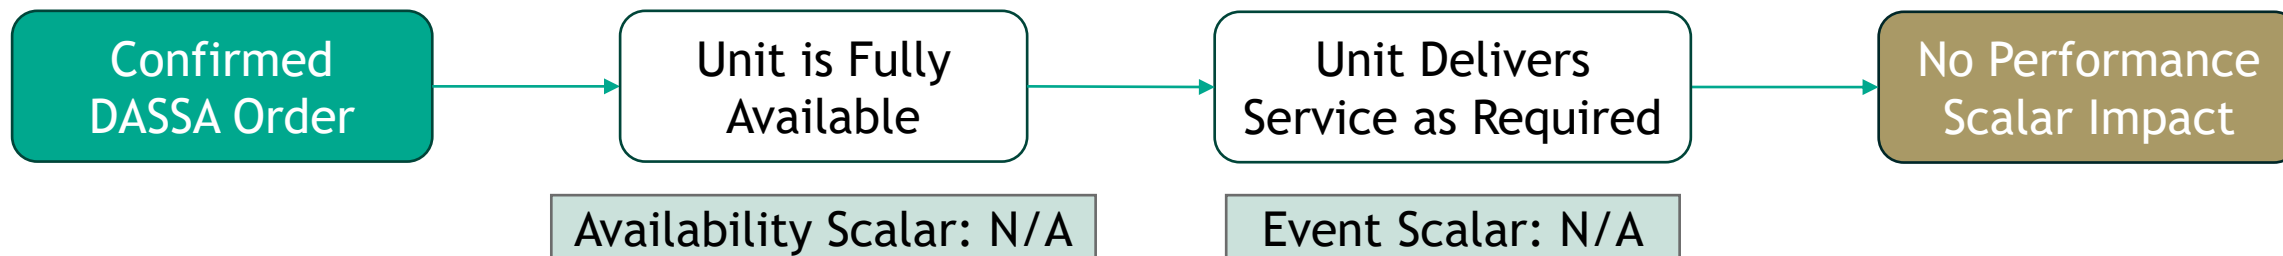 Confirmed
DASSA Order
Unit is Fully
Available
Unit Delivers
Service as Required
No Performance
Scalar Impact
Availability Scalar: N/A
Event Scalar: N/A